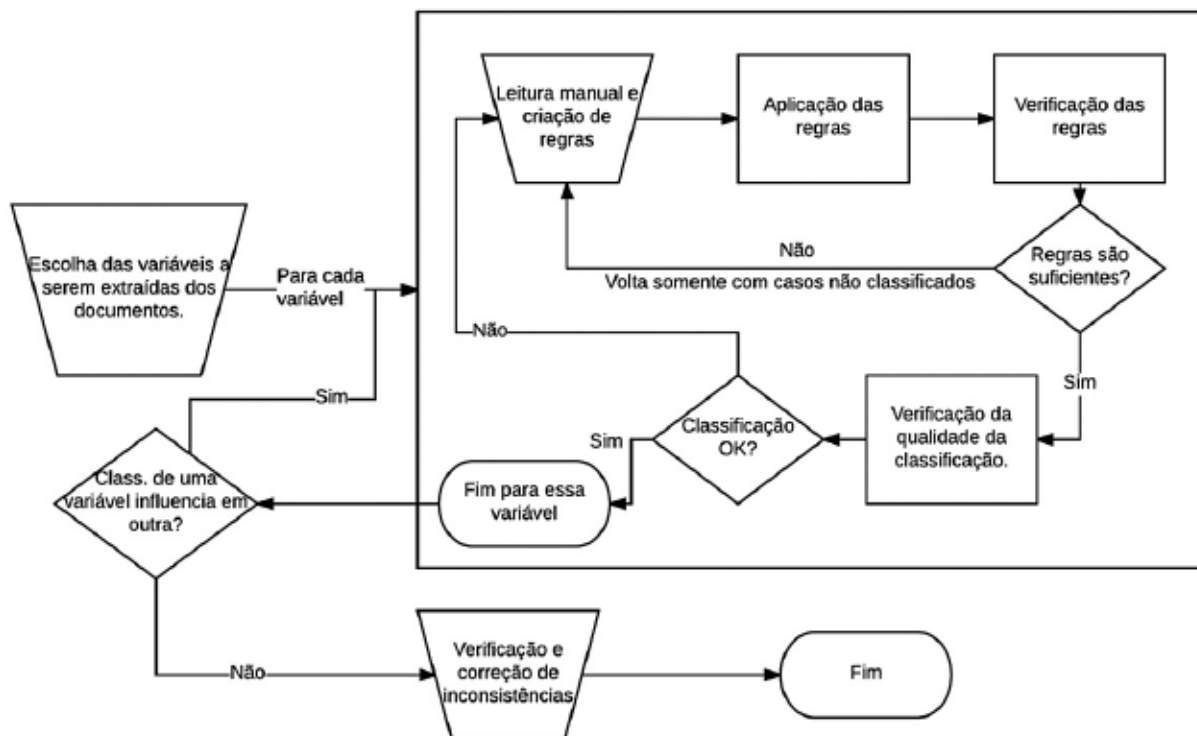 Leitura manual e
criação de
regras
Aplicação das
regras
Verificação das
regras
Escolha das variáveis a
serem extraídas dos
documentos.
Para cada
variável
Não
Volta somente com casos não classificados
Regras são
suficientes?
Não
Sim
Sim
Classificação
OK?
Sim
Verificação da
qualidade da
classificação.
Class. de uma
variável influencia em
outra?
Fim para essa
variável
Não
Verificação e
correção de
inconsistências
Fim